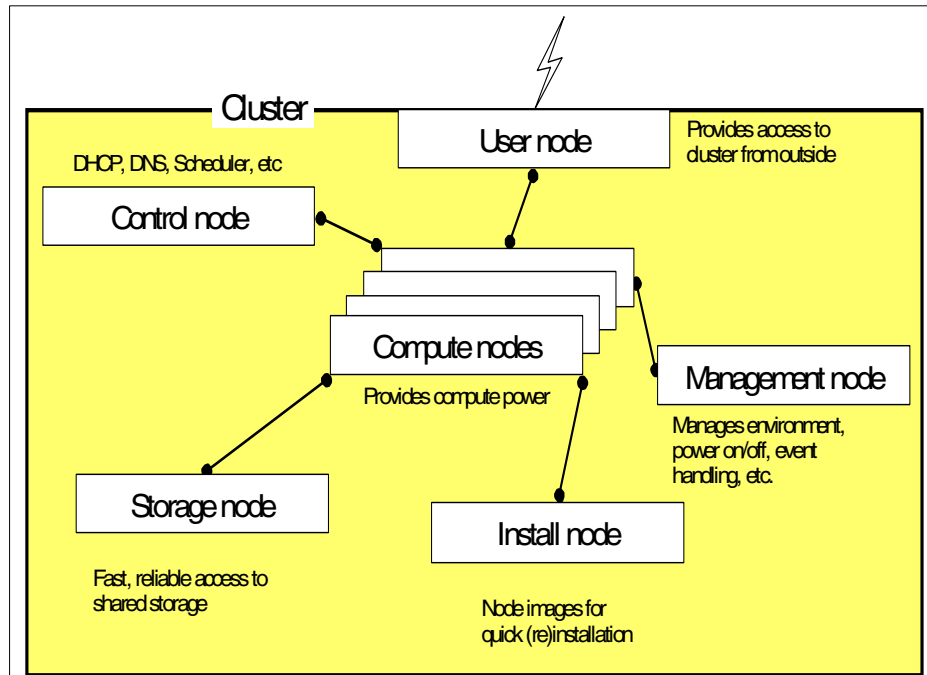 Cluster
User node
Provides access to
cluster from outside
DHCP, DNS, Scheduler, etc
Control node
Compute nodes
Provides compute power
Management node
Manages environment,
power on/off, event
handling, etc.
Storage node
Fast, reliable access to
shared storage
Install node
Node images for
quick (re)installation